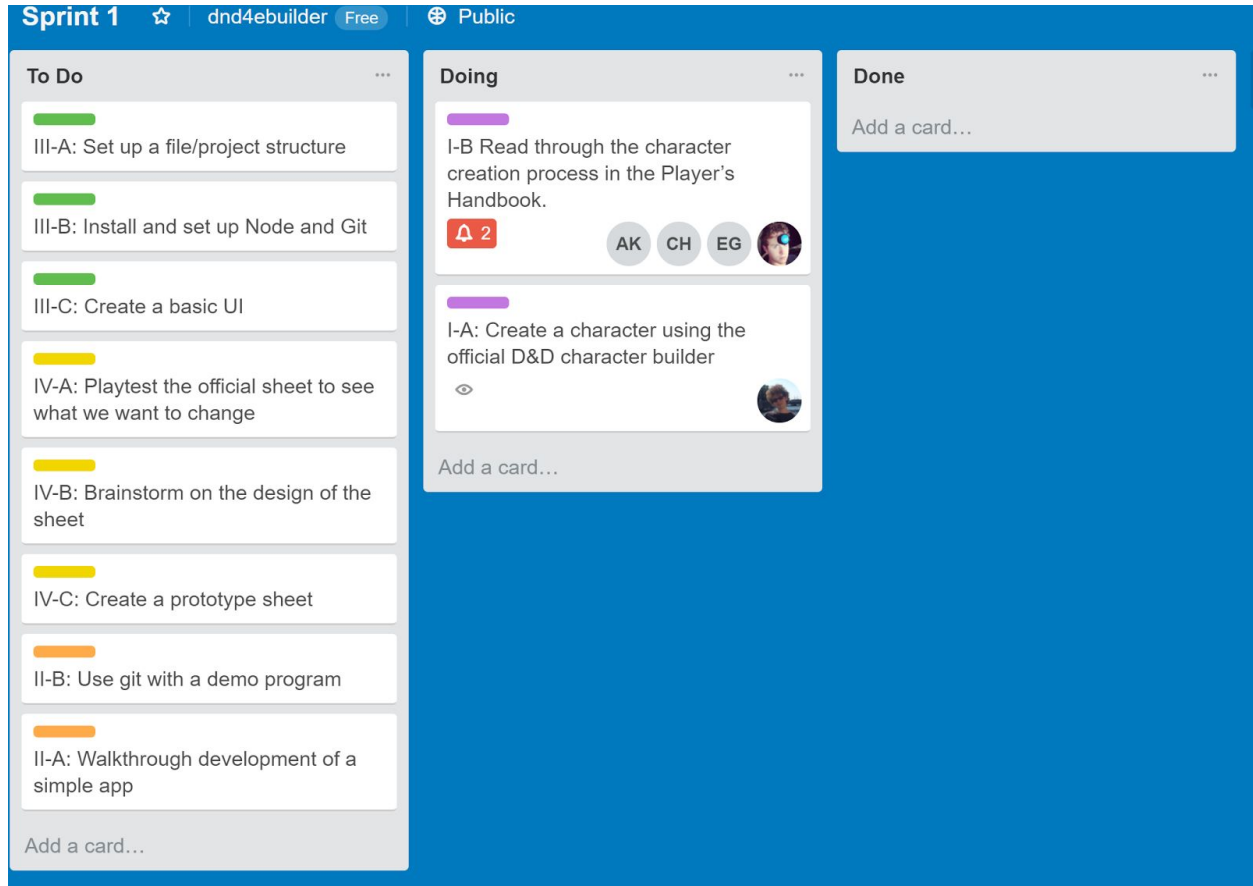 Sprint 1 dnd4ebuilder Free Public
To Do
III-A: Set up a file/project structure
III-B: Install and set up Node and Git
III-C: Create a basic UI
IV-A: Playtest the official sheet to see
what we want to change
IV-B: Brainstorm on the design of the
sheet
IV-C: Create a prototype sheet
II-B: Use git with a demo program
II-A: Walkthrough development of a
simple app
Add a card…
Doing
I-B Read through the character
creation process in the Player’s
Handbook.
2 AK CH EG
I-A: Create a character using the
official D&D character builder
Add a card…
Done
Add a card…